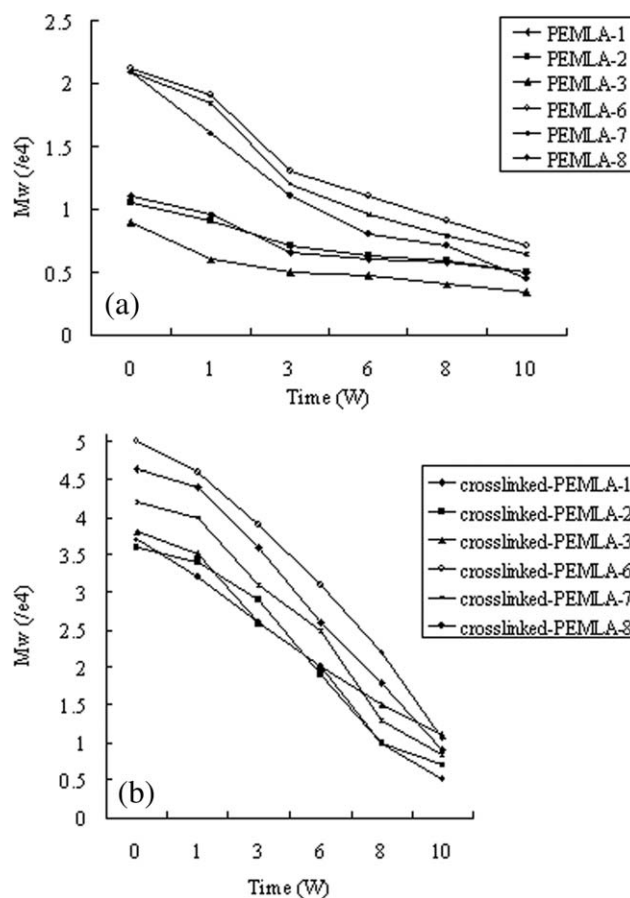 2.5
2
1.5
1
0.5
0
Mw (/e4)
(a)
0 1 3 6 8 10
Time (W)
PEMLA-1
PEMLA-2
PEMLA-3
PEMLA-6
PEMLA-7
PEMLA-8
5
4.5
4
3.5
3
2.5
2
1.5
1
0.5
0
Mw (/e4)
(b)
0 1 3 6 8 10
Time (W)
crosslinked-PEMLA-1
crosslinked-PEMLA-2
crosslinked-PEMLA-3
crosslinked-PEMLA-6
crosslinked-PEMLA-7
crosslinked-PEMLA-8